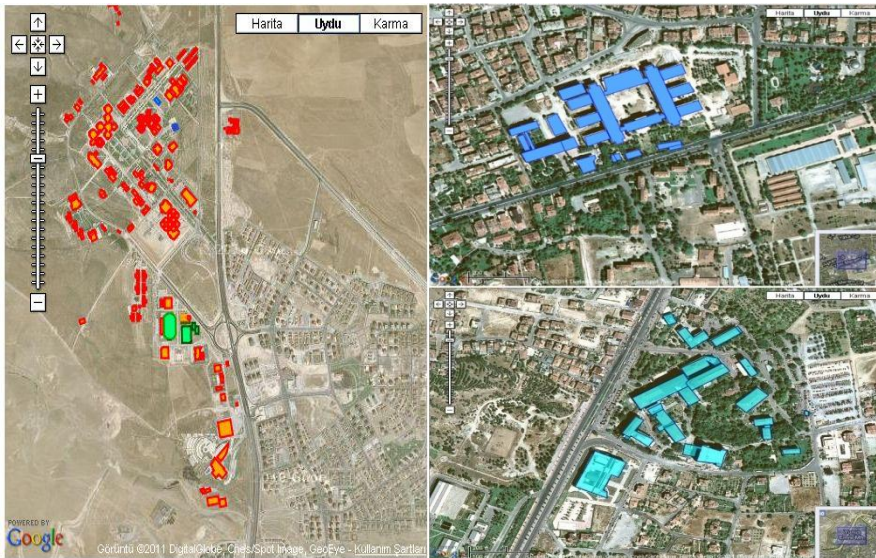 Harita Uydu Karma
Harita Uydu Karma
POWERED BY
Google
Görüntü ©2011 DigitalGlobe, Cnes/Spot Image, GeoEye - Kullanım Şartları
Harita Uydu Karma